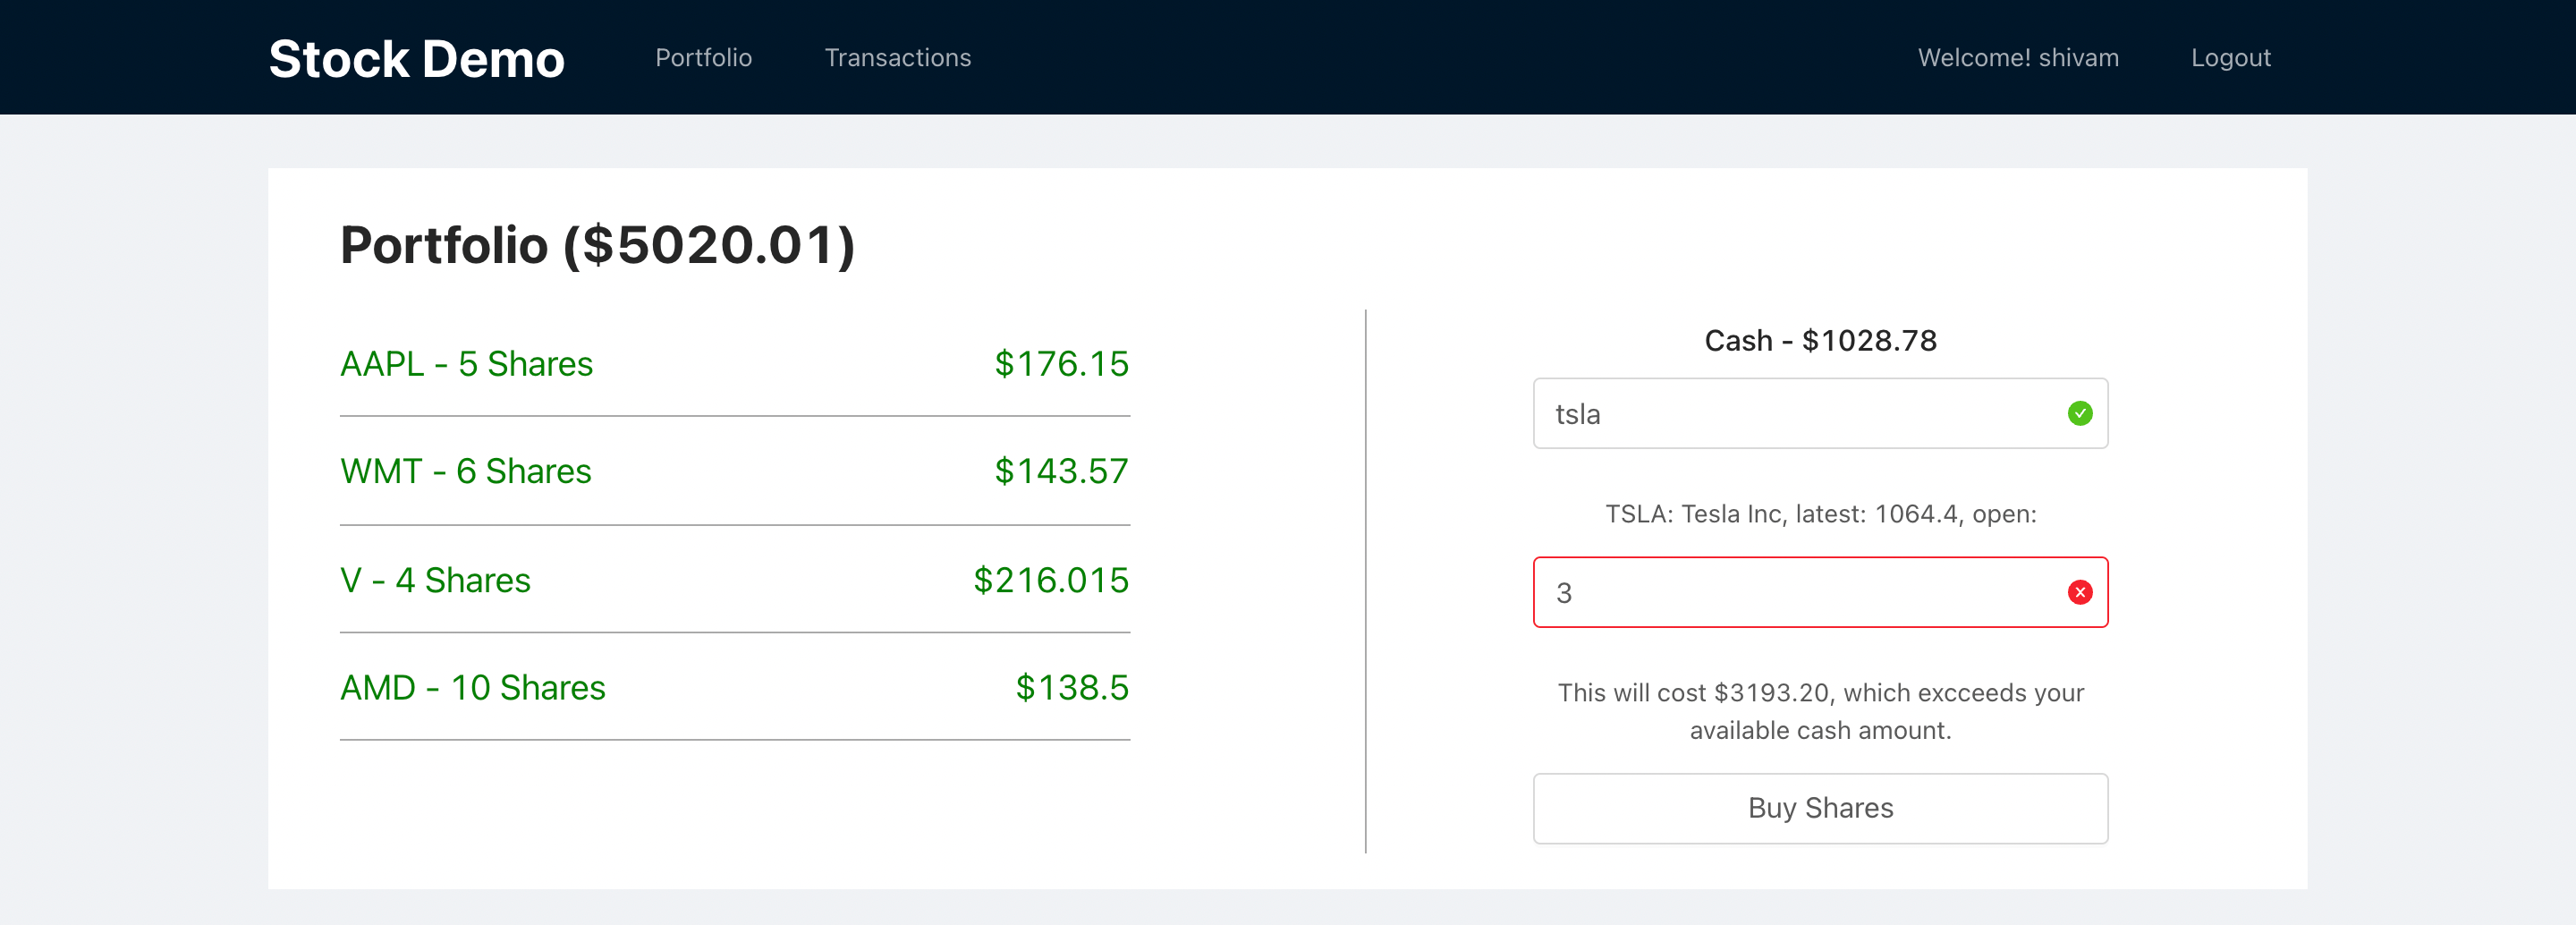 Stock Demo Portfolio Transactions Welcome! shivam Logout
Portfolio ($5020.01)
AAPL - 5 Shares $176.15
WMT - 6 Shares $143.57
V - 4 Shares $216.015
AMD - 10 Shares $138.5
Cash - $1028.78
tsla
TSLA: Tesla Inc, latest: 1064.4, open:
3
This will cost $3193.20, which excceeds your
available cash amount.
Buy Shares